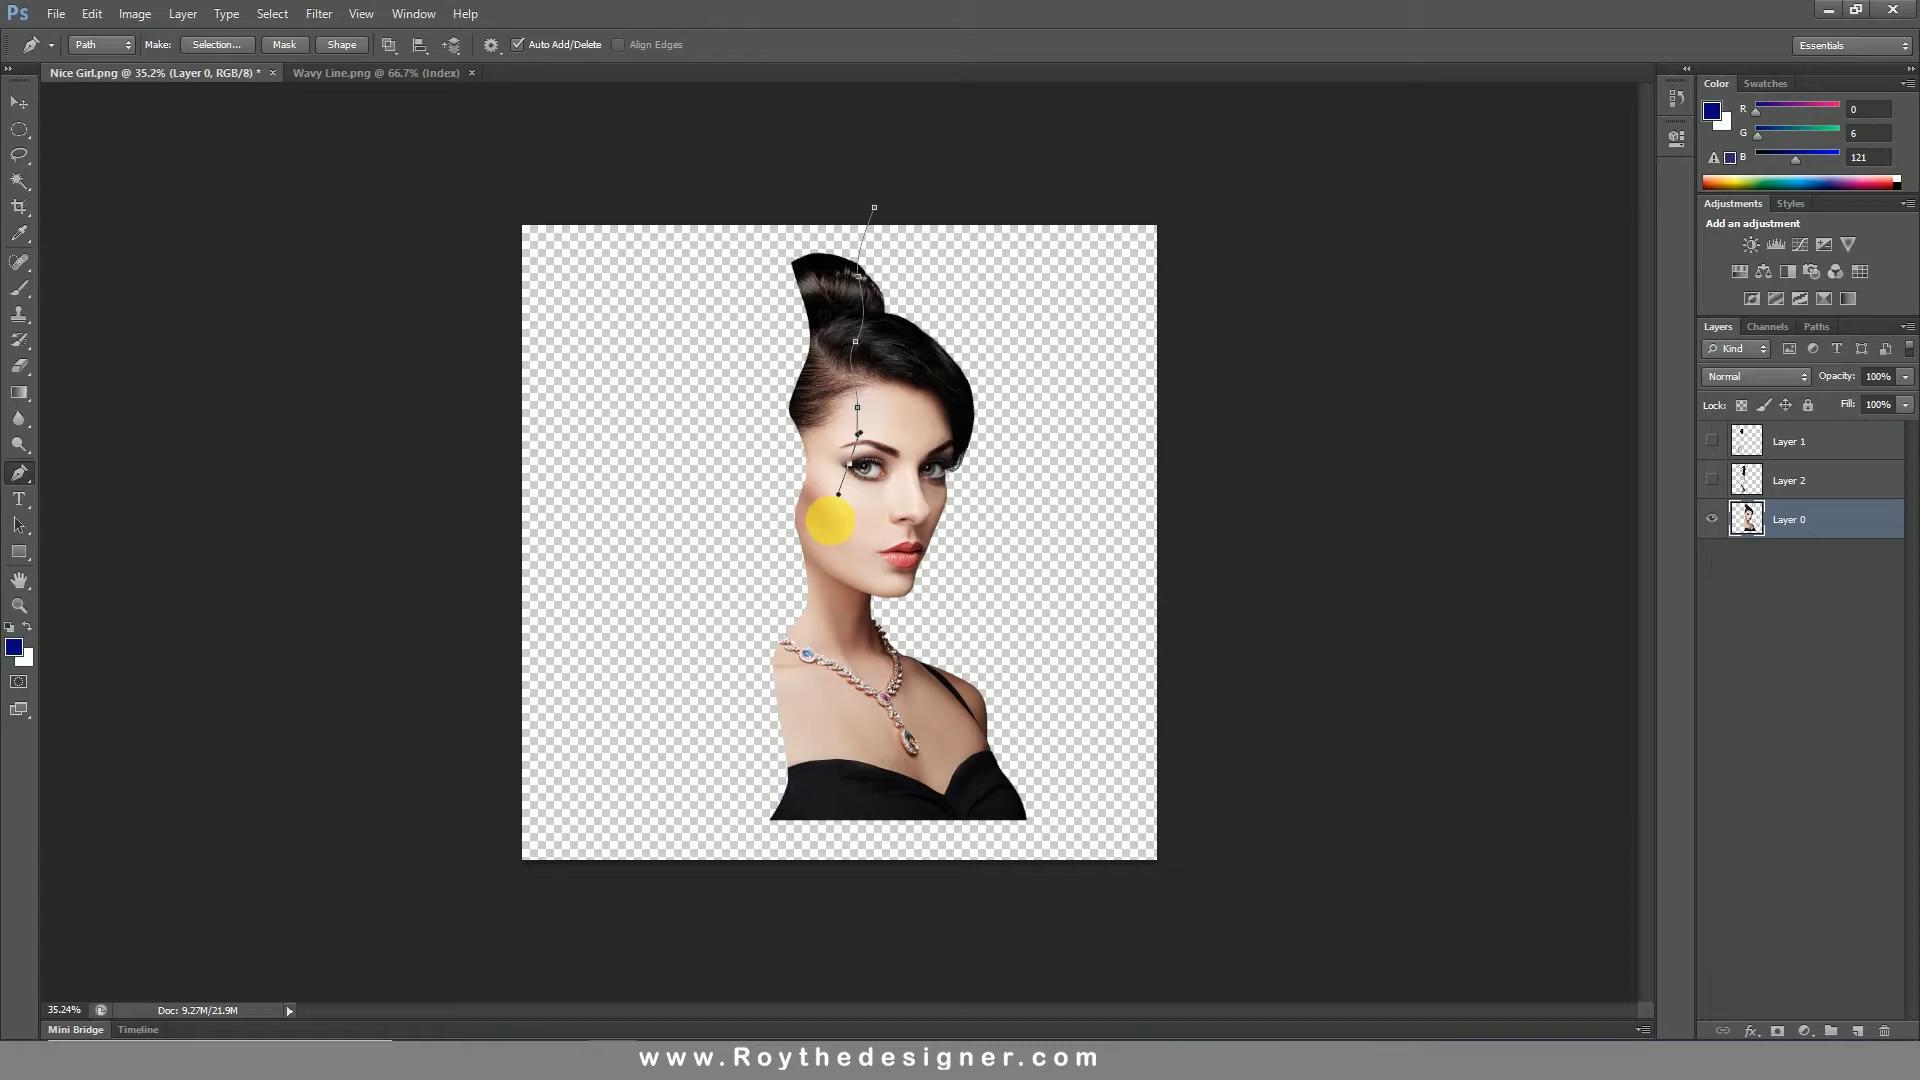 Ps File Edit Image Layer Type Select Filter View Window Help
Path Make: Selection... Mask Shape Auto Add/Delete Align Edges Essentials
Nice Girl.png @ 35.2% (Layer 0, RGB/8) * × Wavy Line.png @ 66.7% (Index) ×
Color Swatches
R 0
G 6
B 121
Adjustments Styles
Add an adjustment
Layers Channels Paths
Kind
Normal Opacity: 100%
Lock: Fill: 100%
Layer 1
Layer 2
Layer 0
T
35.24% Doc: 9.27M/21.9M
fx
Mini Bridge Timeline
www.Roythedesigner.com